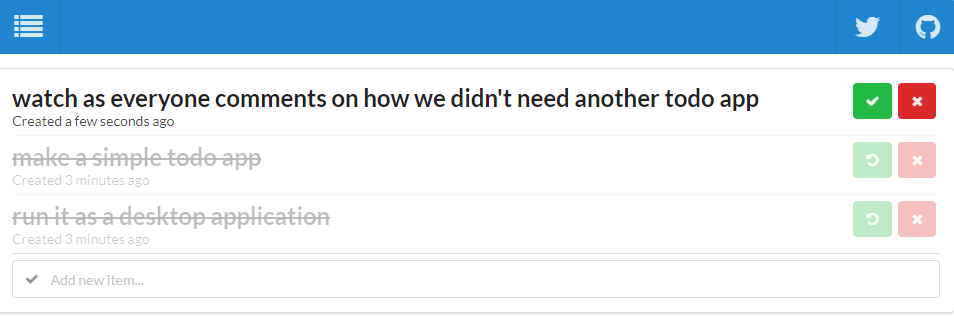 watch as everyone comments on how we didn't need another todo app
Created a few seconds ago
make a simple todo app
Created 3 minutes ago
run it as a desktop application
Created 3 minutes ago
Add new item...